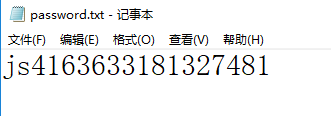 password.txt - 记事本
文件(F) 编辑(E) 格式(O) 查看(V) 帮助(H)
js4163633181327481